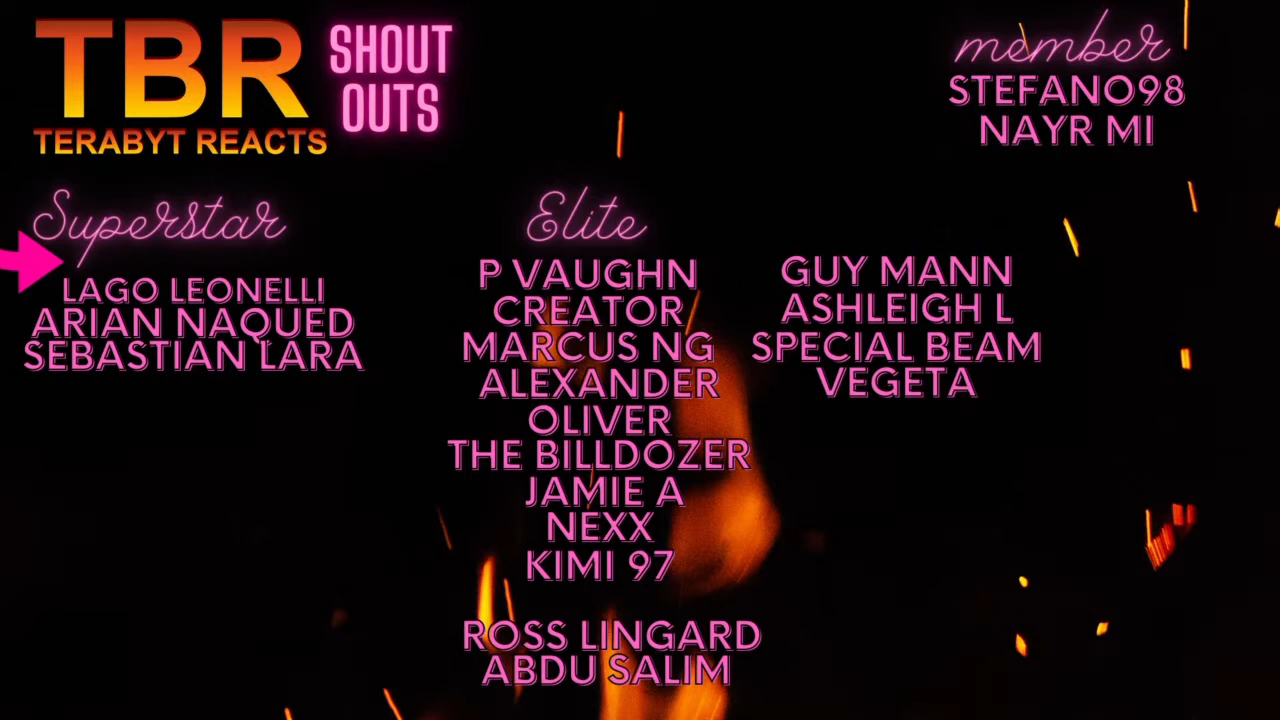 TBR
TERABYT REACTS
SHOUT
OUTS
member
STEFANO98
NAYR MI
Superstar
LAGO LEONELLI
ARIAN NAQUED
SEBASTIAN LARA
Elite
P VAUGHN
CREATOR
MARCUS NG
ALEXANDER
OLIVER
THE BILLDOZER
JAMIE A
NEXX
KIMI 97
ROSS LINGARD
ABDU SALIM
GUY MANN
ASHLEIGH L
SPECIAL BEAM
VEGETA